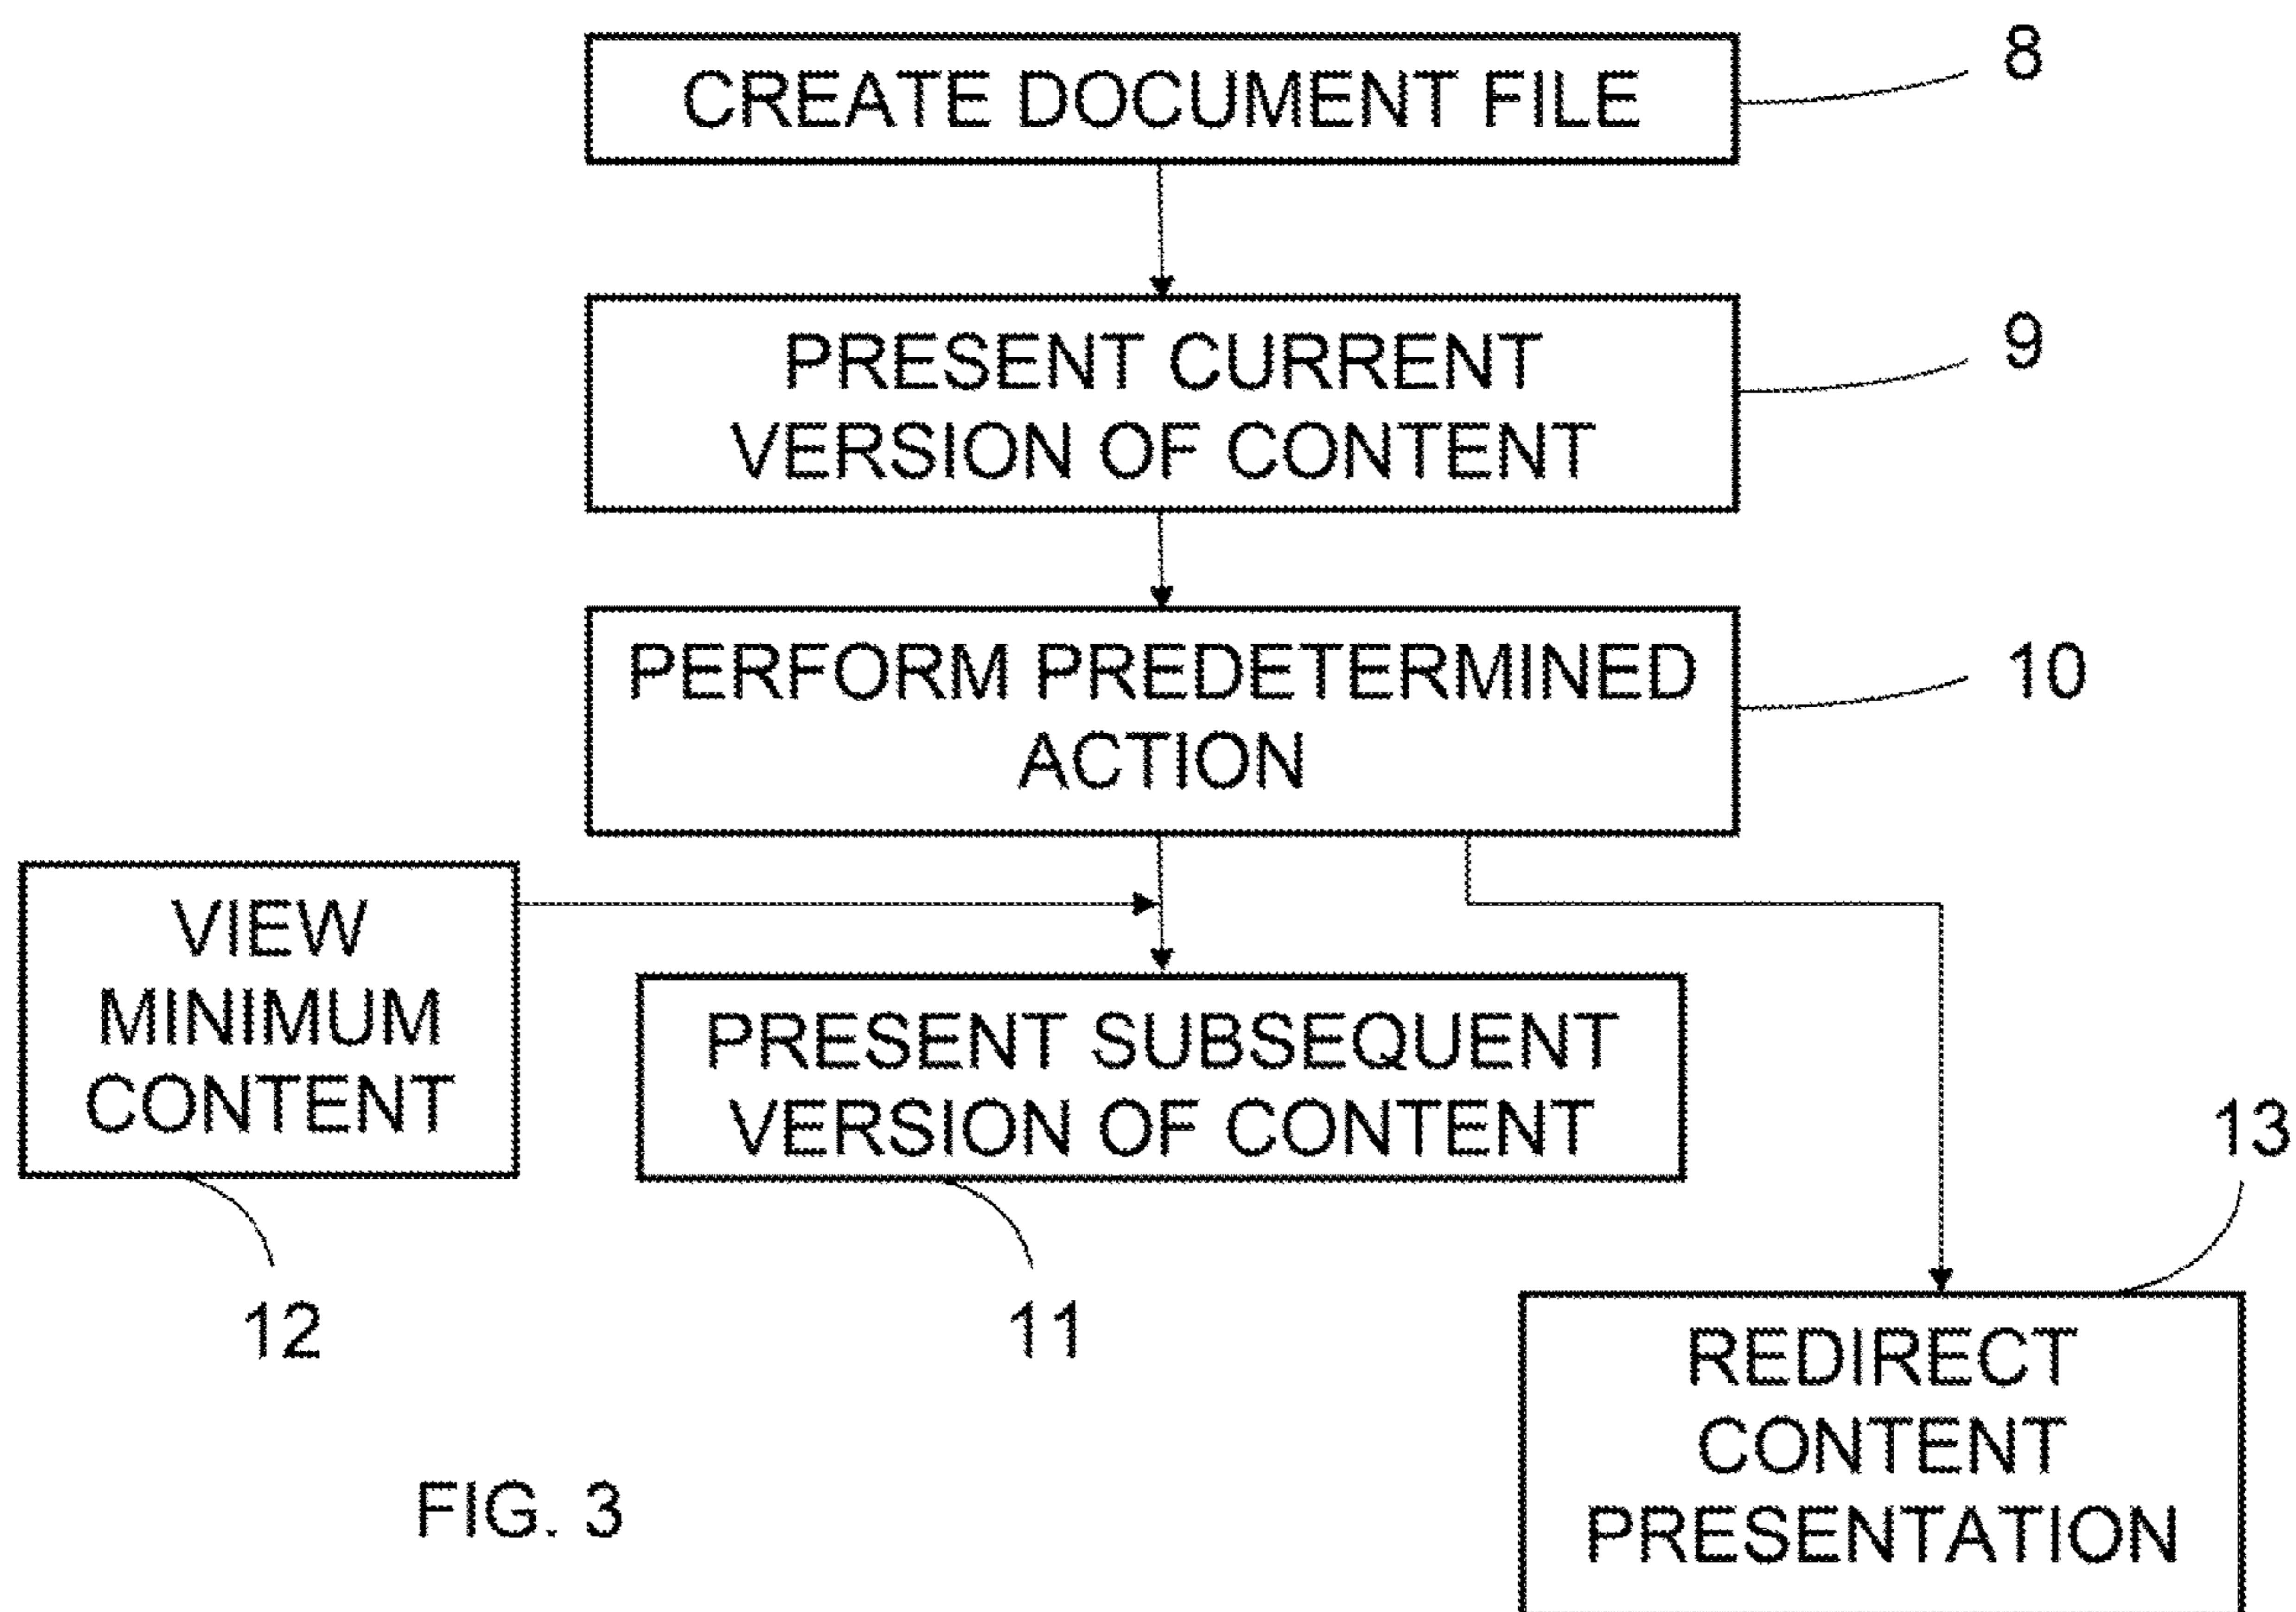 CREATE DOCUMENT FILE
8
PRESENT CURRENT
VERSION OF CONTENT
9
PERFORM PREDETERMINED
ACTION
10
VIEW
MINIMUM
CONTENT
12
PRESENT SUBSEQUENT
VERSION OF CONTENT
11
13
REDIRECT
CONTENT
PRESENTATION
FIG. 3